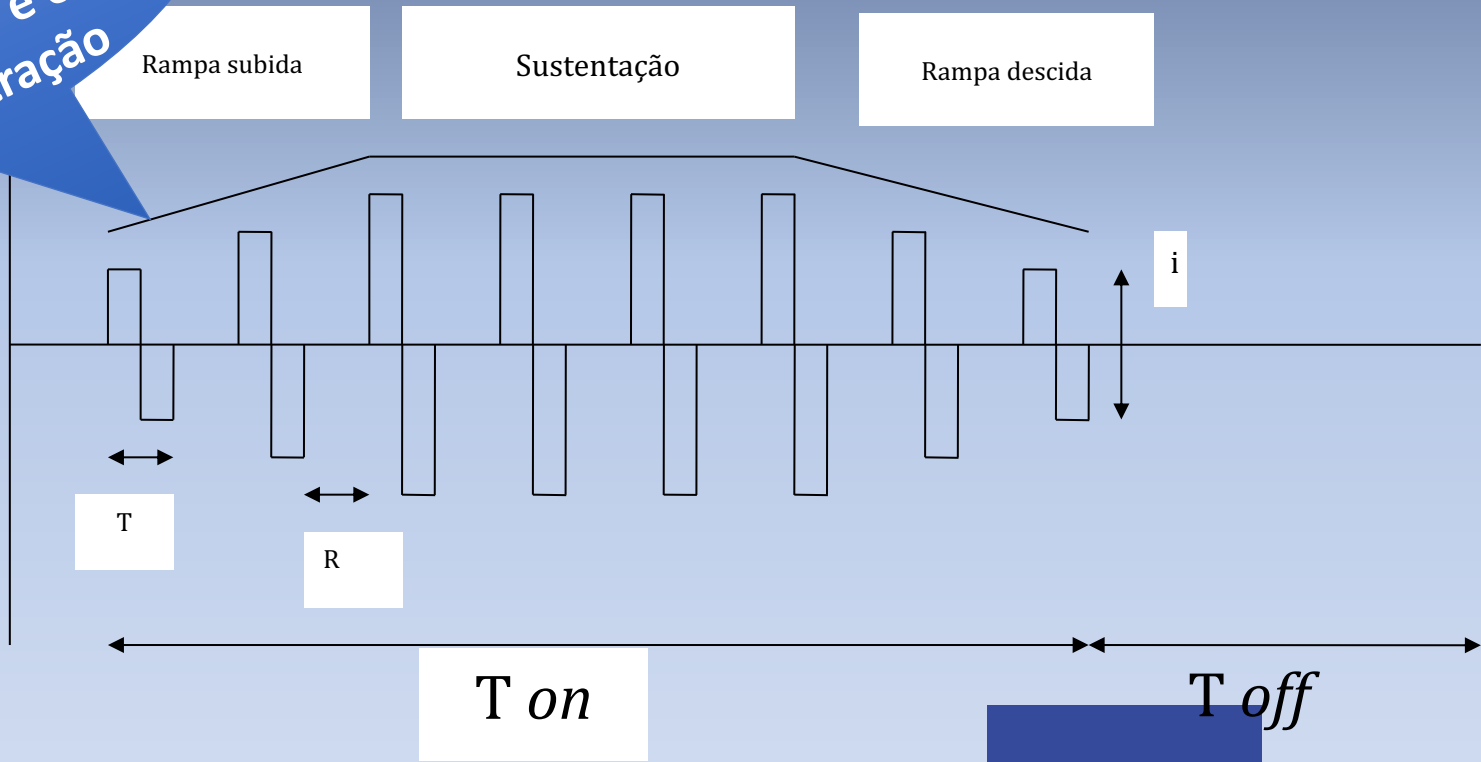 e
ração
Rampa subida
Sustentação
Rampa descida
i
T
R
T on
T off